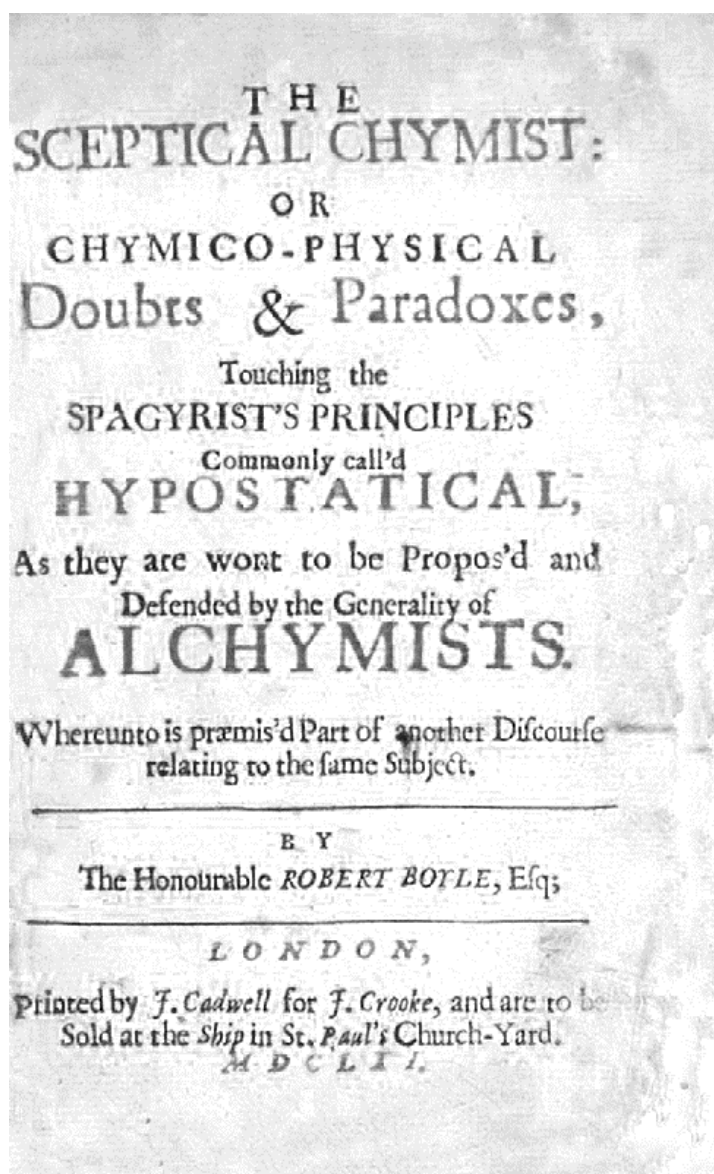 THE
SCEPTICAL CHYMIST:
OR
CHYMICO-PHYSICAL
Doubts & Paradoxes,
Touching the
SPAGYRIST'S PRINCIPLES
Commonly call'd
HYPOSTATICAL,
As they are wont to be Propos'd and
Defended by the Generality of
ALCHYMISTS.
Whereunto is præmis'd Part of another Diſcourſe
relating to the ſame Subject.
BY
The Honourable ROBERT BOYLE, Eſq;
LONDON,
Printed by J. Cadwell for J. Crooke, and are to be
Sold at the Ship in St. Paul's Church-Yard.